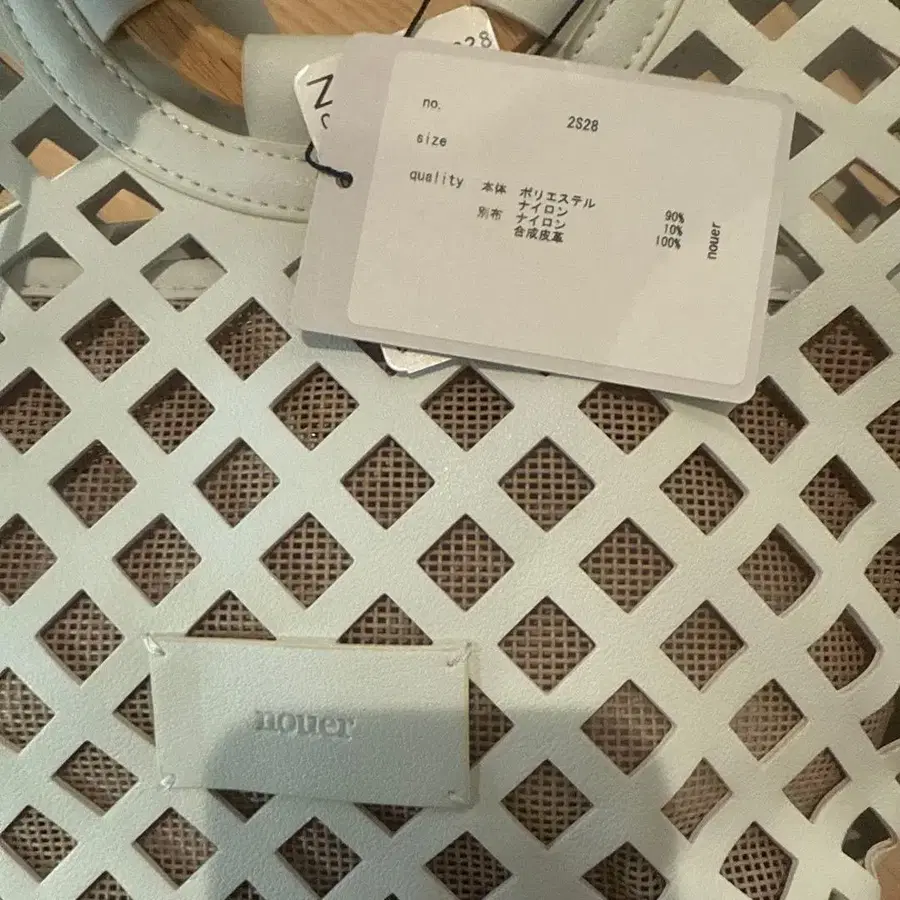 28
N
no. 2S28
size
quality 本体 ポリエステル 90%
ナイロン 10%
別布 ナイロン 100%
合成皮革
nouer
nouer